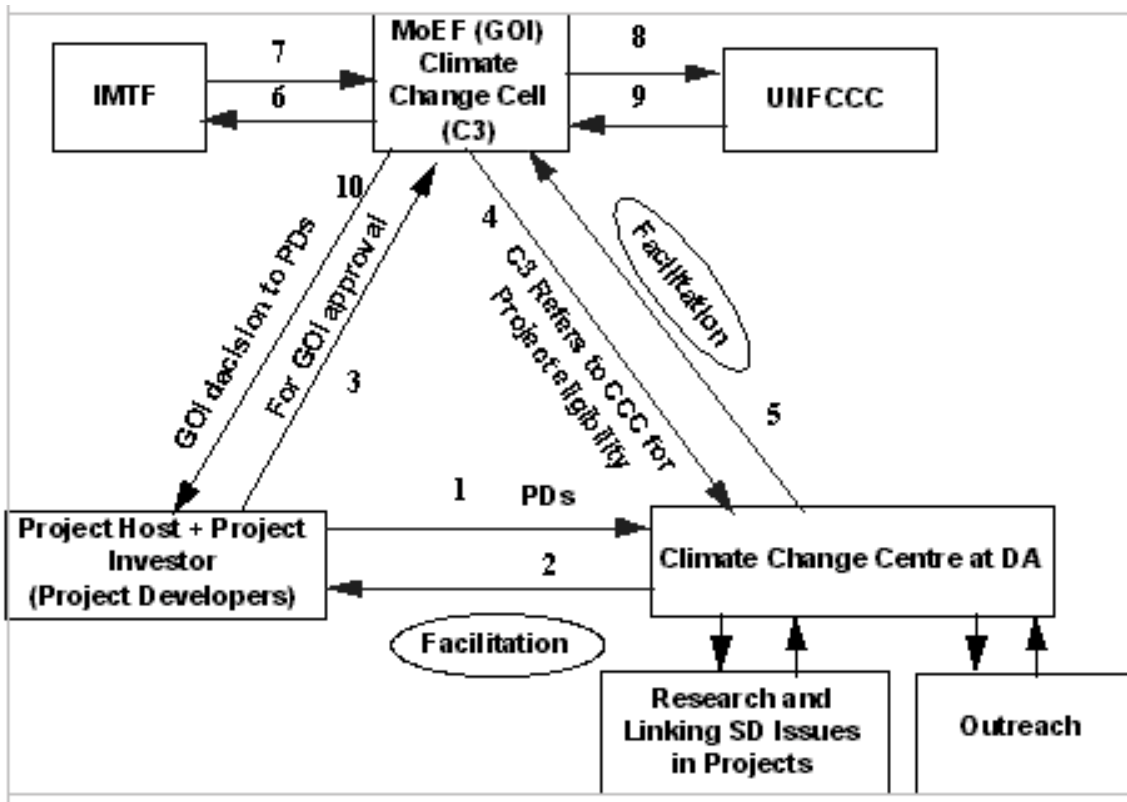 MoEF (GOI)
Climate
Change Cell
(C3)
7
6
IMTF
8
9
UNFCCC
10
GOI dacision to PDs
For GOI approval
3
4
C3 Refers to CCC for
Project eligibility
Facilitation
5
1
PDs
2
Project Host + Project
Investor
(Project Developers)
Climate Change Centre at DA
Facilitation
Research and
Linking SD Issues
in Projects
Outreach